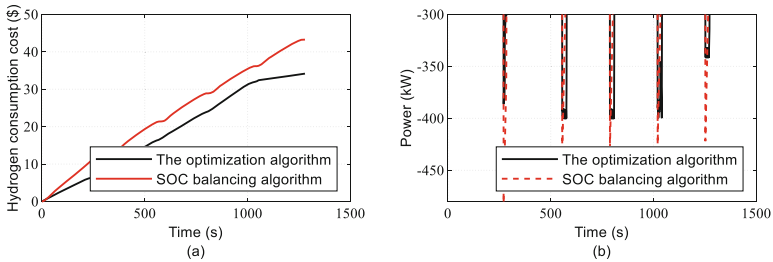 Hydrogen consumption cost ($)
50
40
30
20
10
0
The optimization algorithm
SOC balancing algorithm
0
500
1000
1500
Time (s)
(a)
Power (kW)
-300
-350
-400
-450
The optimization algorithm
SOC balancing algorithm
0
500
1000
1500
Time (s)
(b)